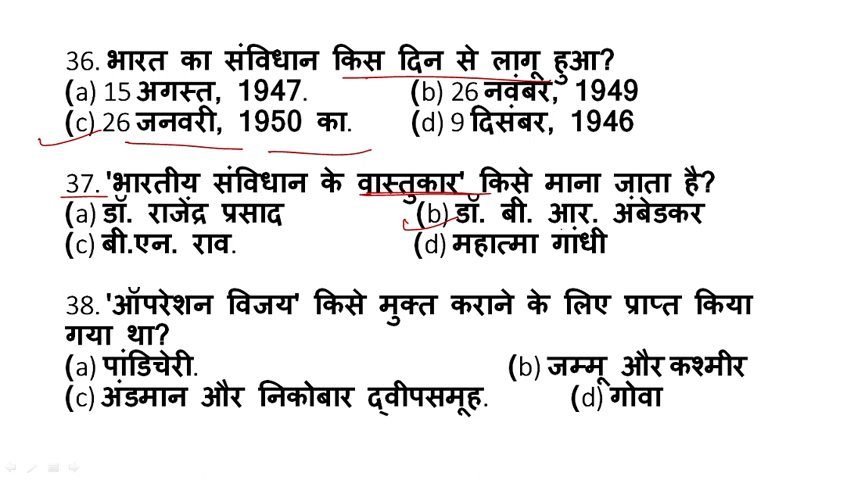 36. भारत का संविधान किस दिन से लागू हुआ?
(a) 15 अगस्त, 1947. (b) 26 नवंबर, 1949
(c) 26 जनवरी, 1950 का. (d) 9 दिसंबर, 1946
37. 'भारतीय संविधान के वास्तुकार' किसे माना जाता है?
(a) डॉ. राजेंद्र प्रसाद (b) डॉ. बी. आर. अंबेडकर
(c) बी.एन. राव. (d) महात्मा गांधी
38. 'ऑपरेशन विजय' किसे मुक्त कराने के लिए प्राप्त किया
गया था?
(a) पांडिचेरी. (b) जम्मू और कश्मीर
(c) अंडमान और निकोबार द्वीपसमूह. (d) गोवा